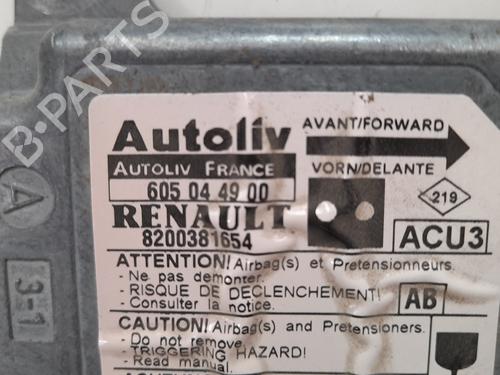 B-PARTS
Autoliv
AVANT/FORWARD
AUTOLIV FRANCE
VORN/DELANTE
605 04 49 00
219
RENAULT
8200381654
ACU3
A
3-1
ATTENTION! Airbag(s) et Pretensionneurs.
- Ne pas demonter.
- RISQUE DE DECLENCHEMENT!
- Consulter la notice.
AB
CAUTION! Airbag(s) and Pretensioners.
- Do not remove.
- TRIGGERING HAZARD!
- Read manual.